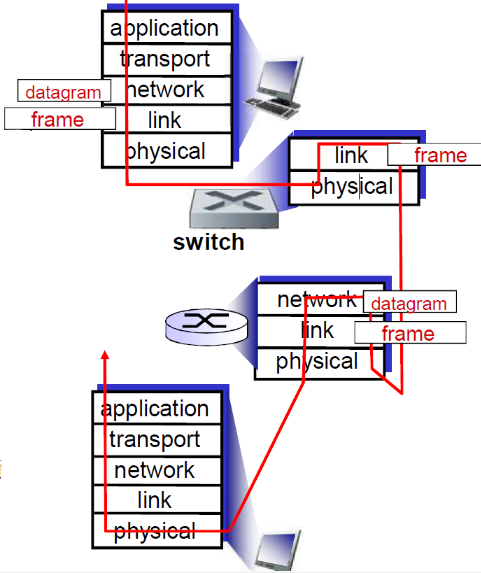 application
transport
datagram network
frame link
physical
link frame
physical
switch
network datagram
link frame
physical
application
transport
network
link
physical